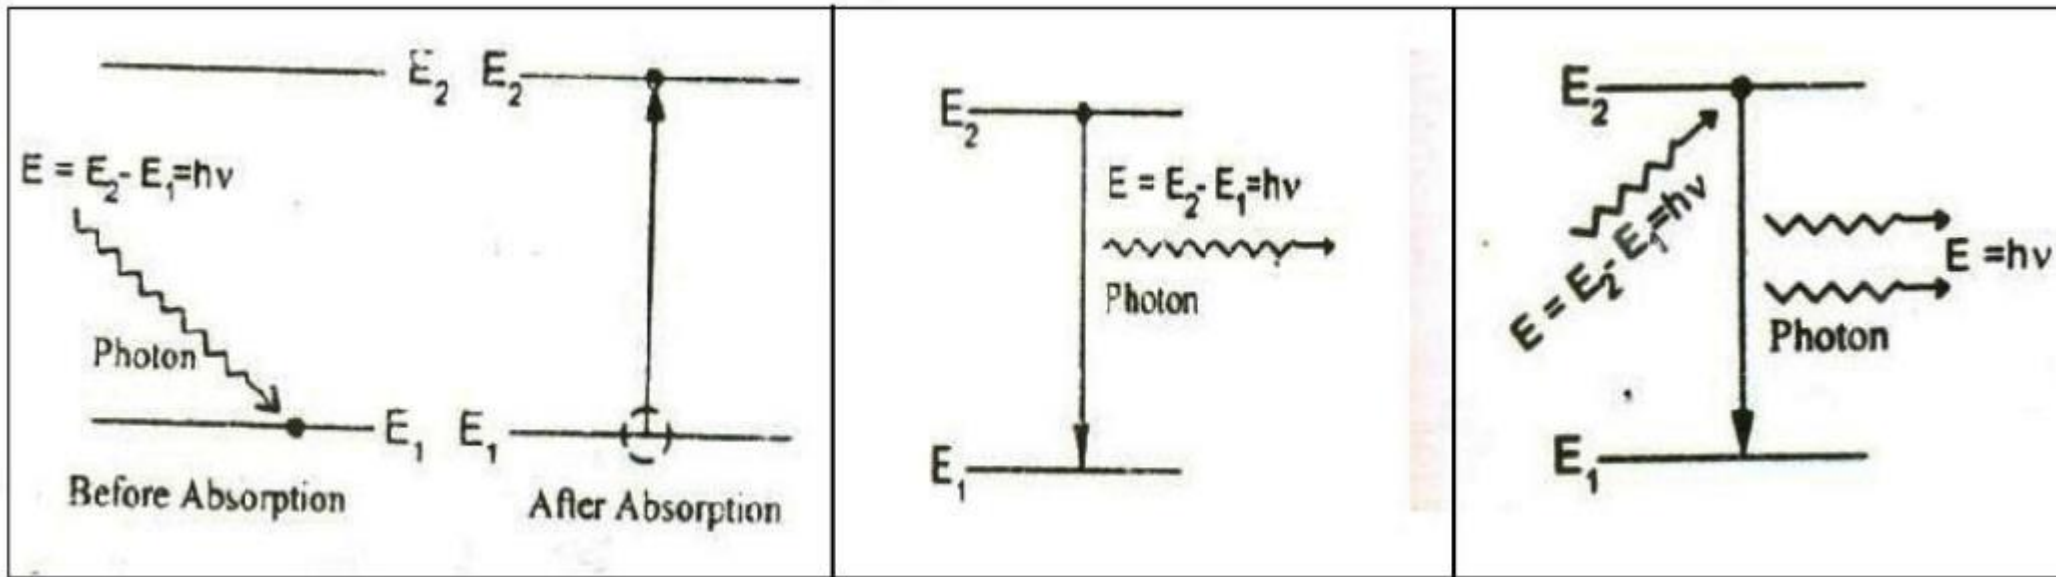 E₂ E₂
E = E₂- E₁=hν
Photon
E₁ E₁
Before Absorption
After Absorption
E₂
E = E₂- E₁=hν
Photon
E₁
E₂
E = E₂- E₁=hν
E =hν
Photon
E₁